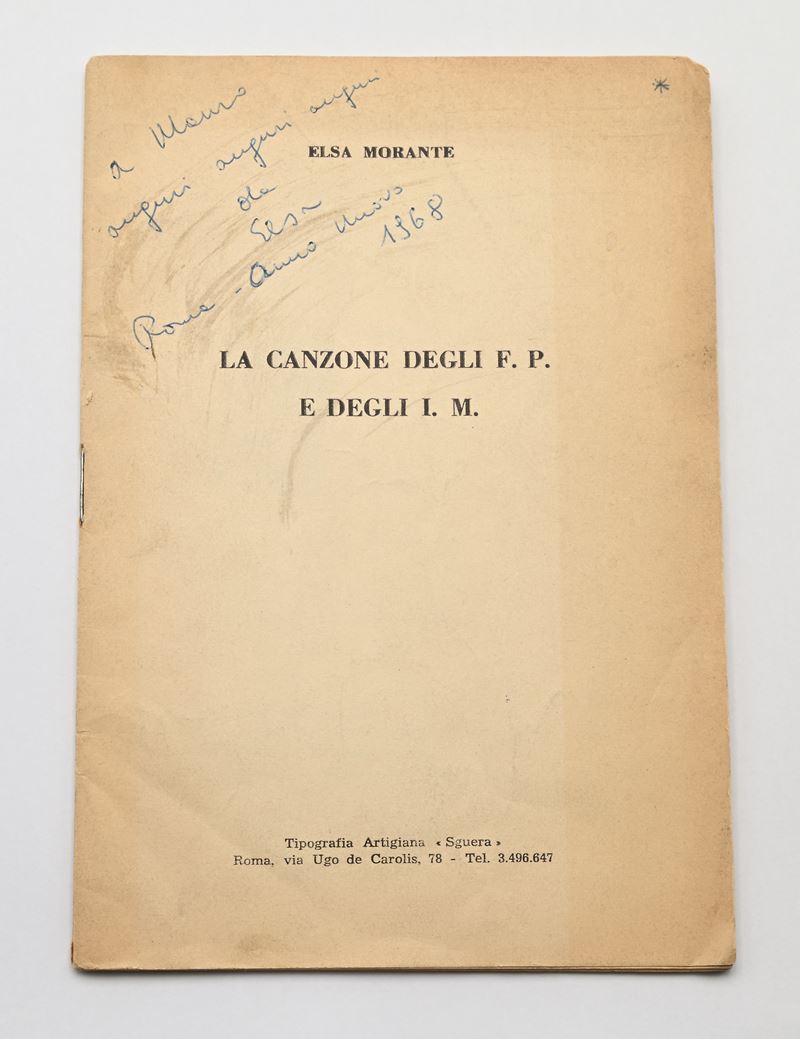 *
a Mauro
auguri auguri auguri
da
Elsa
Roma - Anno Nuovo
1968
ELSA MORANTE
LA CANZONE DEGLI F. P.
E DEGLI I. M.
Tipografia Artigiana « Sguera »
Roma, via Ugo de Carolis, 78 - Tel. 3.496.647